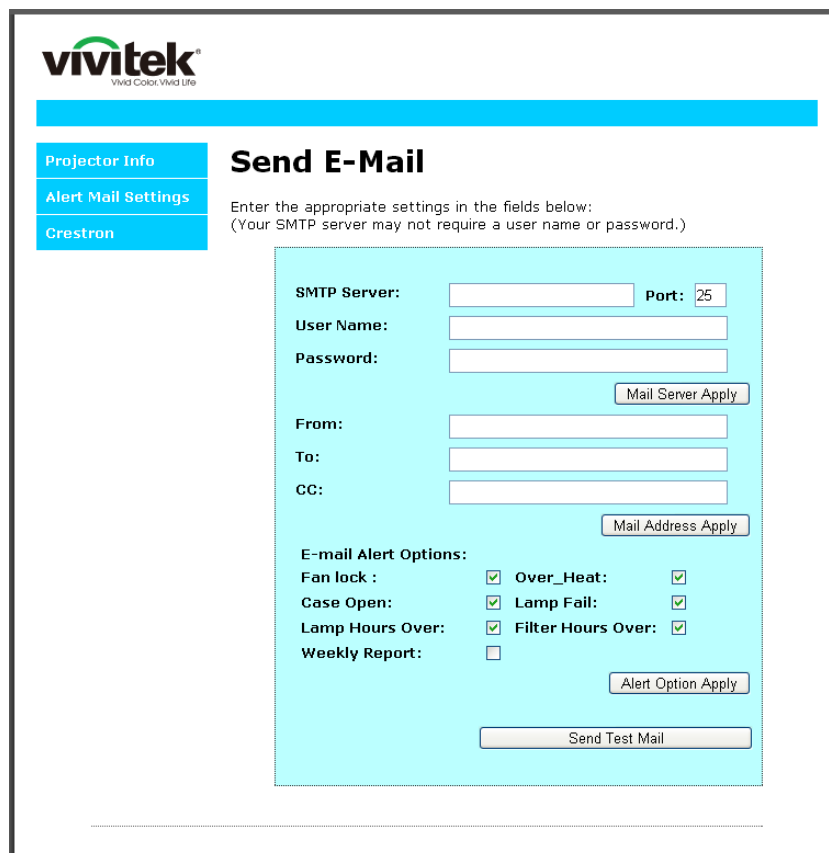 vivitek®
Vivid Color. Vivid Life
Projector Info
Alert Mail Settings
Crestron
Send E-Mail
Enter the appropriate settings in the fields below:
(Your SMTP server may not require a user name or password.)
SMTP Server: Port: 25
User Name:
Password:
Mail Server Apply
From:
To:
CC:
Mail Address Apply
E-mail Alert Options:
Fan lock : Over_Heat:
Case Open: Lamp Fail:
Lamp Hours Over: Filter Hours Over:
Weekly Report:
Alert Option Apply
Send Test Mail